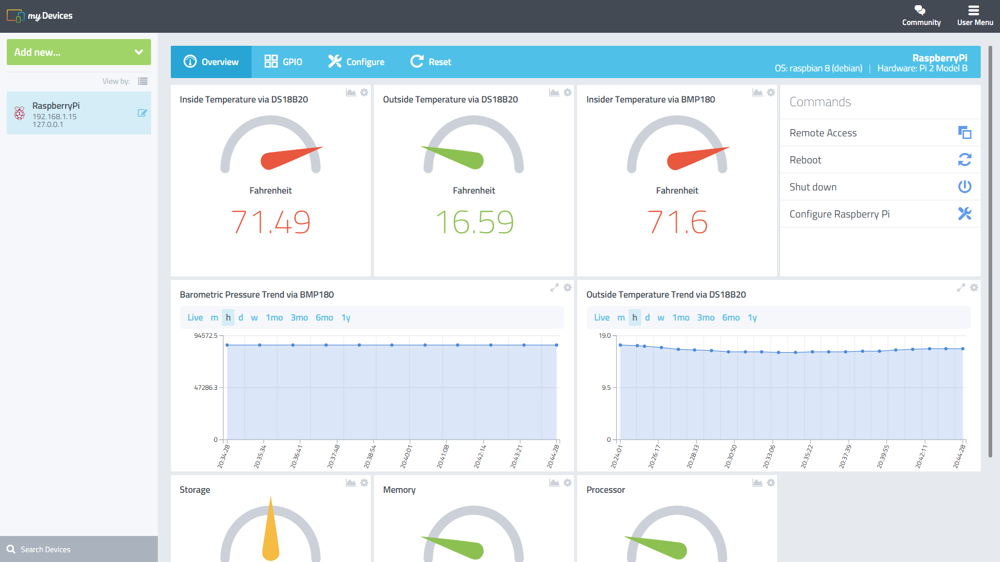 myDevices
Community
User Menu
Add new...
View by:
RaspberryPi
192.168.1.15
127.0.0.1
Search Devices
Overview
GPIO
Configure
Reset
RaspberryPi
OS: raspbian 8 (debian) | Hardware: Pi 2 Model B
Inside Temperature via DS18B20
Fahrenheit
71.49
Outside Temperature via DS18B20
Fahrenheit
16.59
Insider Temperature via BMP180
Fahrenheit
71.6
Commands
Remote Access
Reboot
Shut down
Configure Raspberry Pi
Barometric Pressure Trend via BMP180
Live m h d w 1mo 3mo 6mo 1y
94572.5
47286.3
0
20:34:28
20:35:34
20:36:41
20:37:48
20:38:54
20:40:01
20:41:08
20:42:14
20:43:21
20:44:28
Outside Temperature Trend via DS18B20
Live m h d w 1mo 3mo 6mo 1y
19.0
9.5
0
20:24:01
20:26:17
20:28:33
20:30:50
20:33:06
20:35:22
20:37:39
20:39:55
20:42:11
20:44:28
Storage
Memory
Processor